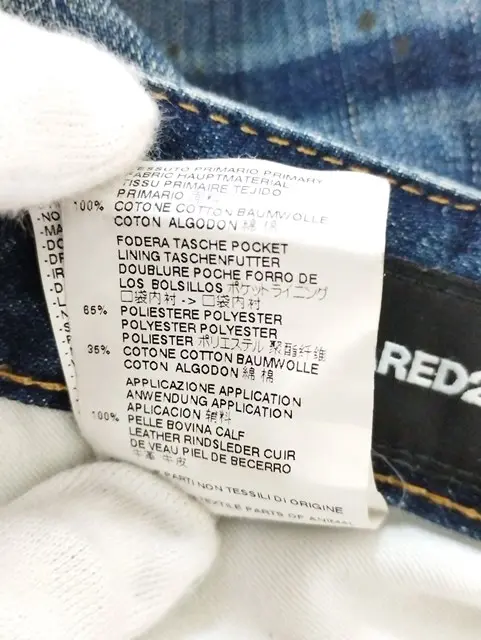 TESSUTO PRIMARIO PRIMARY
FABRIC HAUPTMATERIAL
TISSU PRIMAIRE TEJIDO
PRIMARIO
100% COTONE COTTON BAUMWOLLE
COTON ALGODON 綿 棉
FODERA TASCHE POCKET
LINING TASCHENFUTTER
DOUBLURE POCHE FORRO DE
LOS BOLSILLOS ポケットライニング
口袋内衬 -> 口袋内衬
65% POLIESTERE POLYESTER
POLYESTER POLYESTER
POLIESTER ポリエステル 聚酯纤维
35% COTONE COTTON BAUMWOLLE
COTON ALGODON 綿 棉
APPLICAZIONE APPLICATION
ANWENDUNG APPLICATION
APLICACION 辅料
100% PELLE BOVINA CALF
LEATHER RINDSLEDER CUIR
DE VEAU PIEL DE BECERRO
牛革 牛皮
PARTI NON TESSILI DI ORIGINE
TEXTILE PARTS OF ANIMAL
RED2